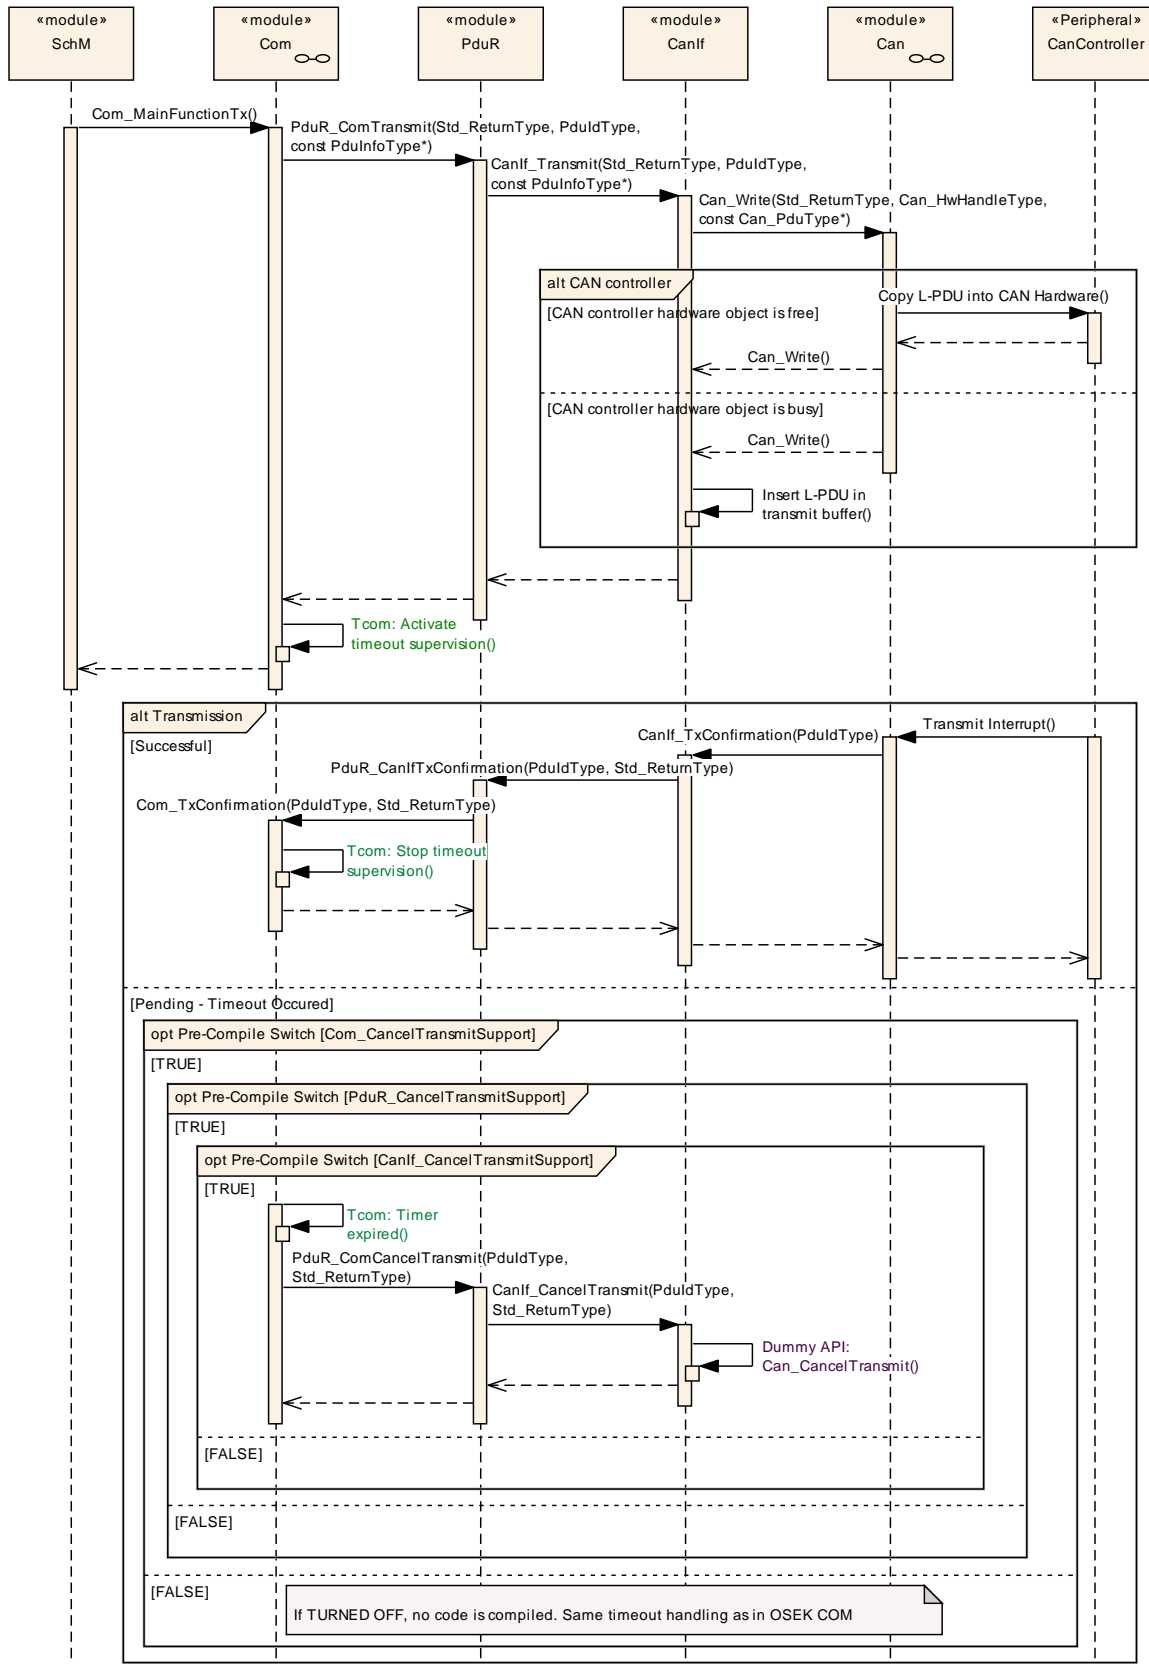 «module»
SchM
«module»
Com
«module»
PduR
«module»
CanIf
«module»
Can
«Peripheral»
CanController
Com_MainFunctionTx()
PduR_ComTransmit(Std_ReturnType, PduIdType,
const PduInfoType*)
CanIf_Transmit(Std_ReturnType, PduIdType,
const PduInfoType*)
Can_Write(Std_ReturnType, Can_HwHandleType,
const Can_PduType*)
alt CAN controller
Copy L-PDU into CAN Hardware()
[CAN controller hardware object is free]
Can_Write()
[CAN controller hardware object is busy]
Can_Write()
Insert L-PDU in
transmit buffer()
Tcom: Activate
timeout supervision()
alt Transmission
Transmit Interrupt()
CanIf_TxConfirmation(PduIdType)
[Successful]
PduR_CanIfTxConfirmation(PduIdType, Std_ReturnType)
Com_TxConfirmation(PduIdType, Std_ReturnType)
Tcom: Stop timeout
supervision()
[Pending - Timeout Occured]
opt Pre-Compile Switch [Com_CancelTransmitSupport]
[TRUE]
opt Pre-Compile Switch [PduR_CancelTransmitSupport]
[TRUE]
opt Pre-Compile Switch [CanIf_CancelTransmitSupport]
[TRUE]
Tcom: Timer
expired()
PduR_ComCancelTransmit(PduIdType,
Std_ReturnType)
CanIf_CancelTransmit(PduIdType,
Std_ReturnType)
Dummy API:
Can_CancelTransmit()
[FALSE]
[FALSE]
[FALSE]
If TURNED OFF, no code is compiled. Same timeout handling as in OSEK COM